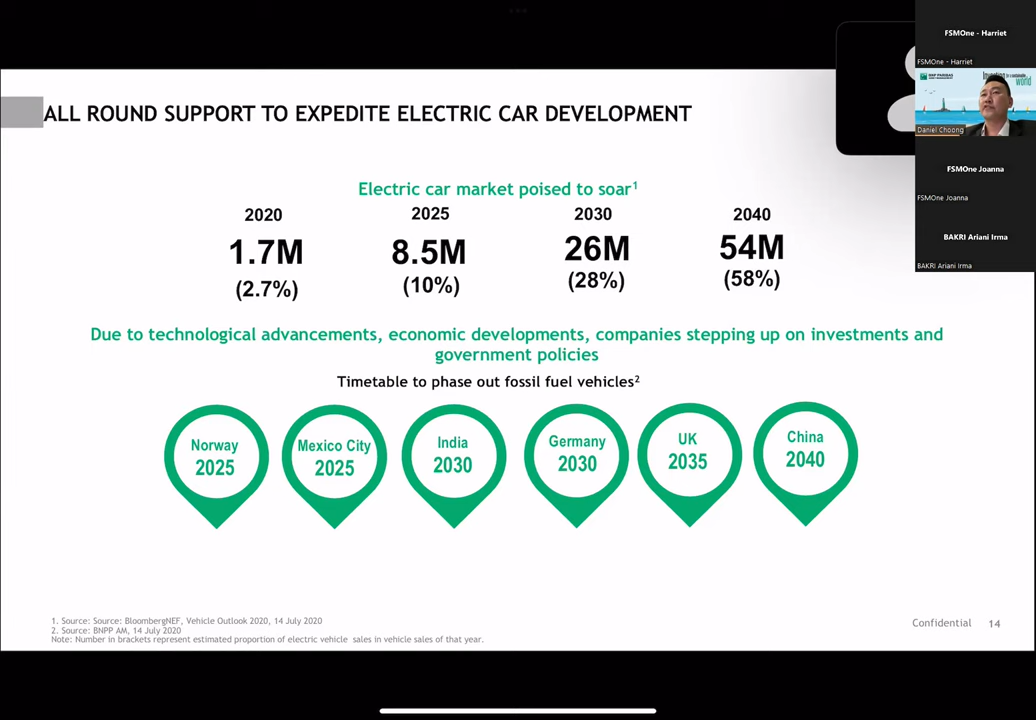 ALL ROUND SUPPORT TO EXPEDITE ELECTRIC CAR DEVELOPMENT
Electric car market poised to soar¹
2020 2025 2030 2040
1.7M 8.5M 26M 54M
(2.7%) (10%) (28%) (58%)
Due to technological advancements, economic developments, companies stepping up on investments and
government policies
Timetable to phase out fossil fuel vehicles²
Norway Mexico City India Germany UK China
2025 2025 2030 2030 2035 2040
1. Source: Source: BloombergNEF, Vehicle Outlook 2020, 14 July 2020
2. Source: BNPP AM, 14 July 2020
Note: Number in brackets represent estimated proportion of electric vehicle sales in vehicle sales of that year.
Confidential 14
FSMOne - Harriet
FSMOne - Harriet
BNP PARIBAS
world
Daniel Choong
FSMOne Joanna
FSMOne Joanna
BAKRI Ariani Irma
BAKRI Ariani Irma